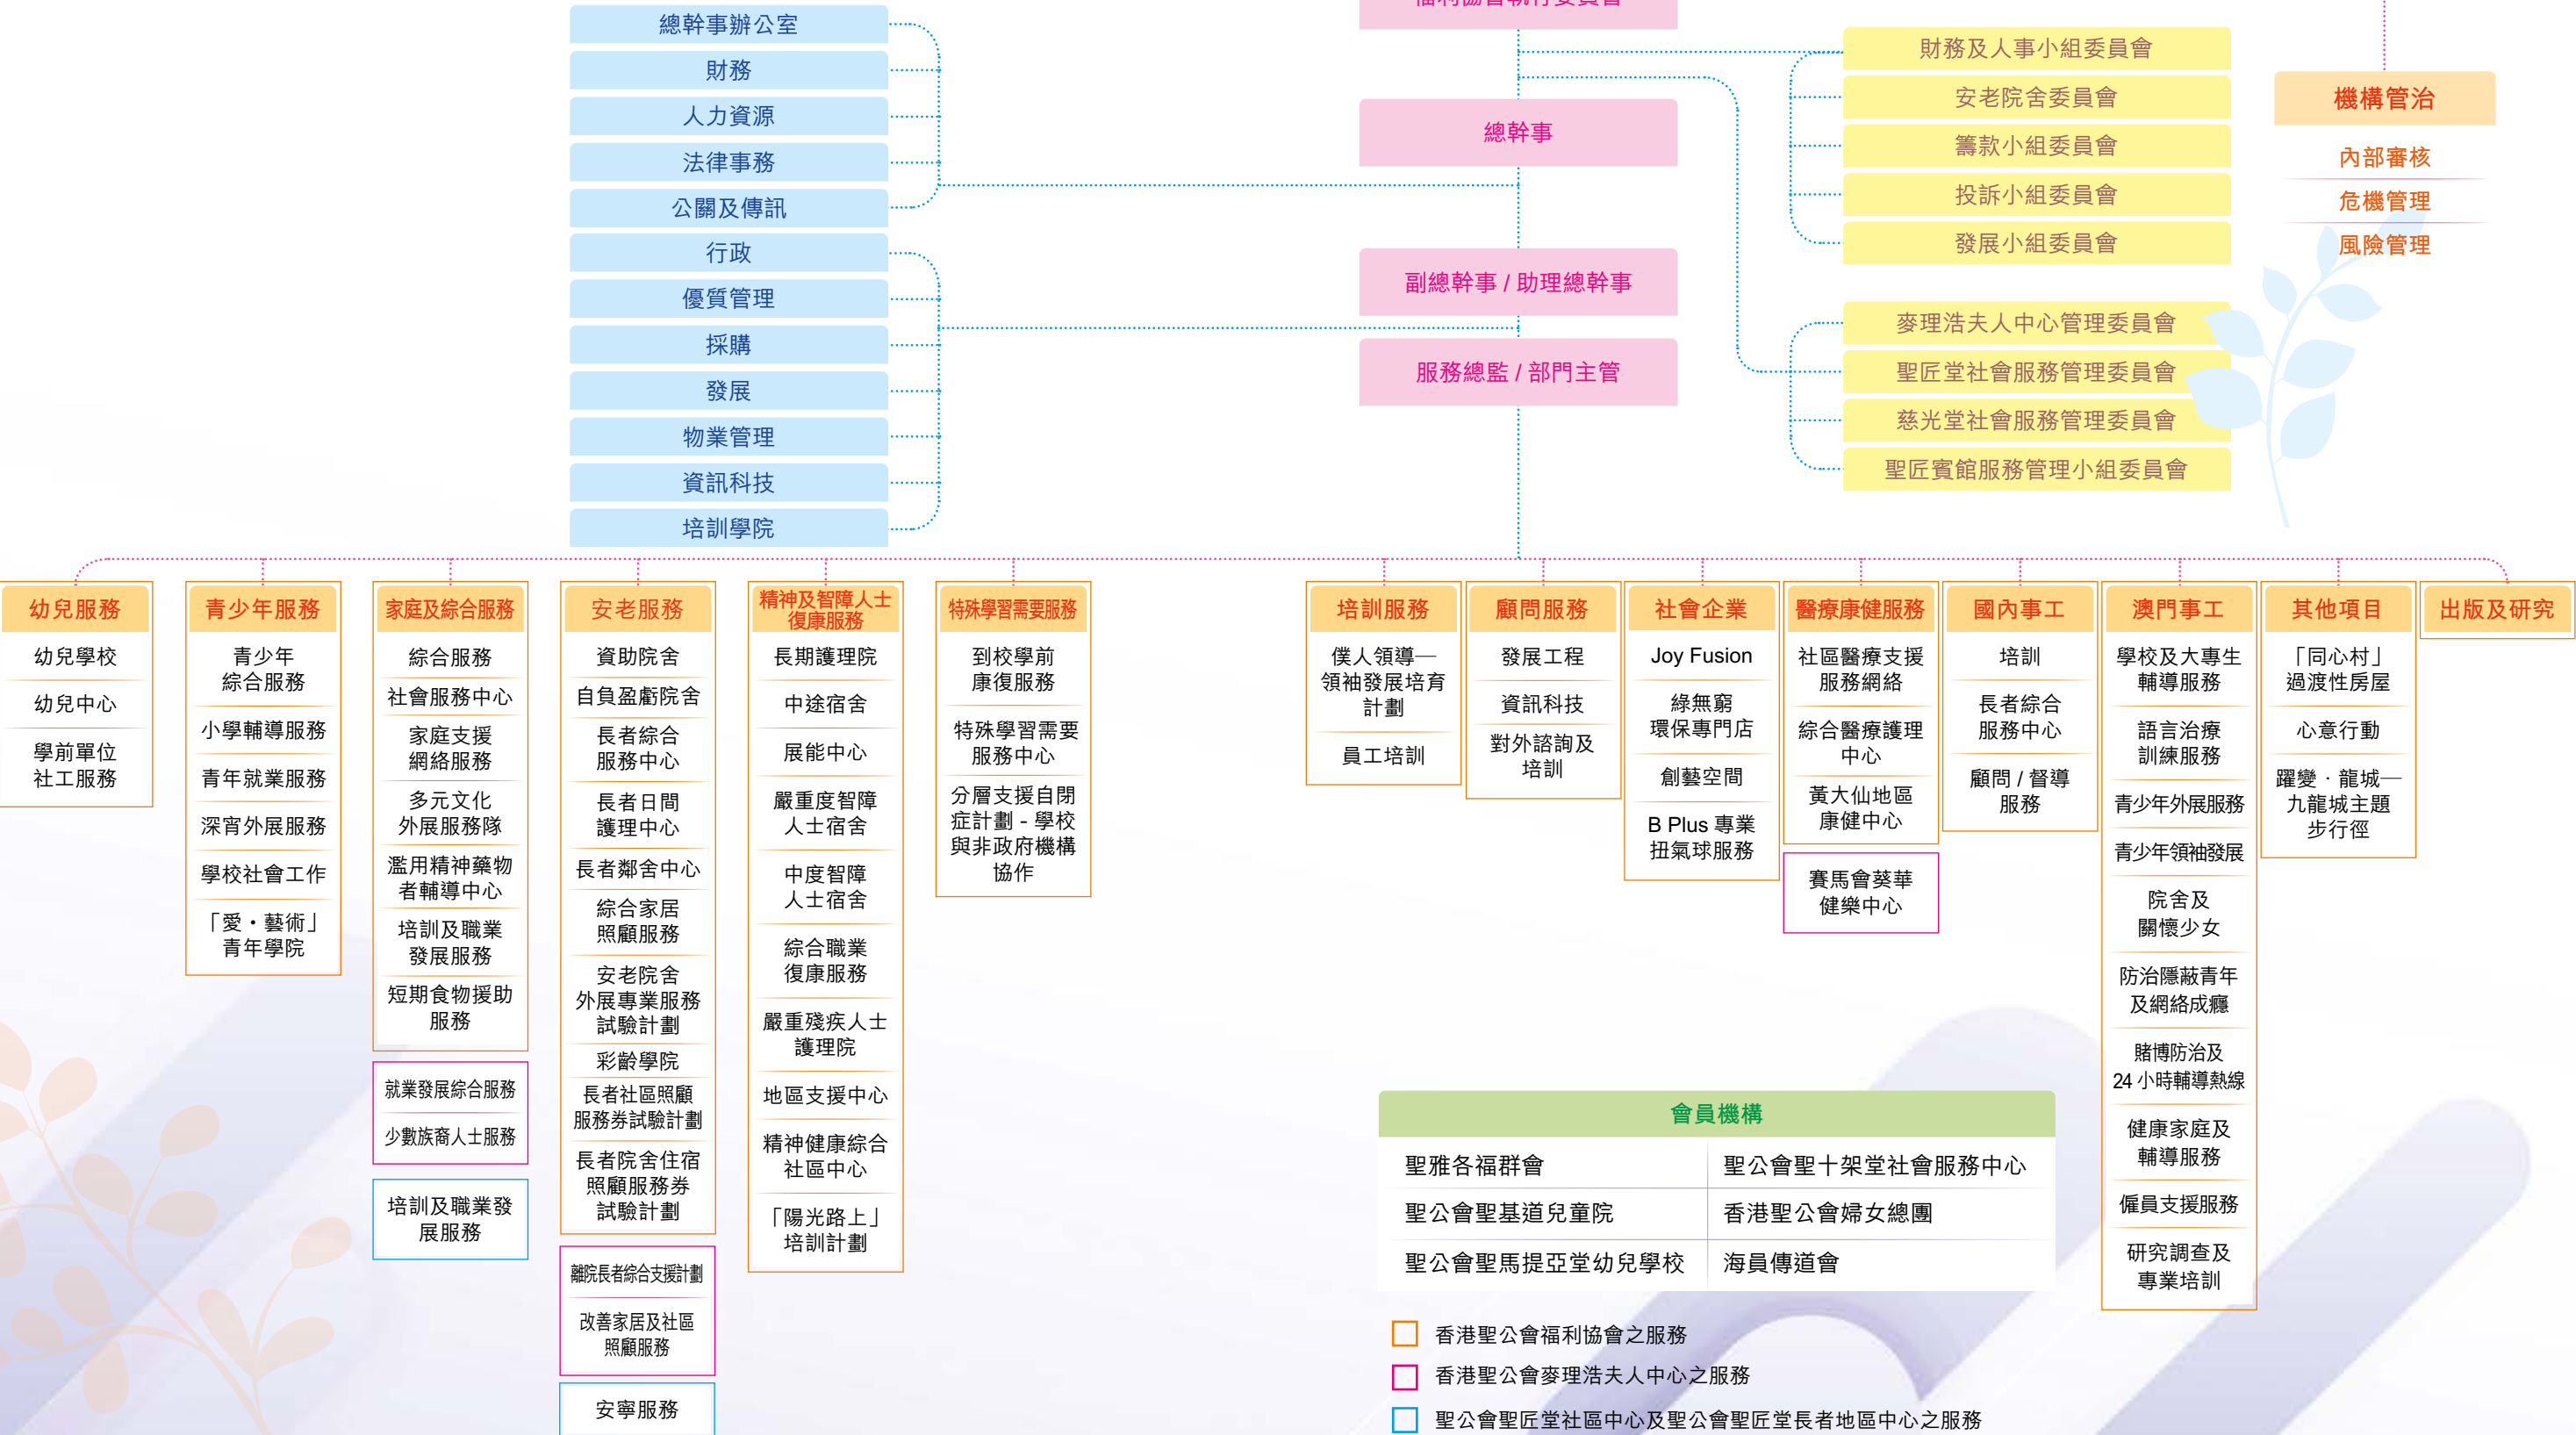 福利協會執行委員會
總幹事辦公室
財務
人力資源
法律事務
公關及傳訊
行政
優質管理
採購
發展
物業管理
資訊科技
培訓學院
總幹事
副總幹事 / 助理總幹事
服務總監 / 部門主管
財務及人事小組委員會
安老院舍委員會
籌款小組委員會
投訴小組委員會
發展小組委員會
麥理浩夫人中心管理委員會
聖匠堂社會服務管理委員會
慈光堂社會服務管理委員會
聖匠賓館服務管理小組委員會
機構管治
內部審核
危機管理
風險管理
幼兒服務
幼兒學校
幼兒中心
學前單位
社工服務
青少年服務
青少年
綜合服務
小學輔導服務
青年就業服務
深宵外展服務
學校社會工作
「愛・藝術」
青年學院
家庭及綜合服務
綜合服務
社會服務中心
家庭支援
網絡服務
多元文化
外展服務隊
濫用精神藥物
者輔導中心
培訓及職業
發展服務
短期食物援助
服務
就業發展綜合服務
少數族裔人士服務
培訓及職業發
展服務
安老服務
資助院舍
自負盈虧院舍
長者綜合
服務中心
長者日間
護理中心
長者鄰舍中心
綜合家居
照顧服務
安老院舍
外展專業服務
試驗計劃
彩齡學院
長者社區照顧
服務券試驗計劃
長者院舍住宿
照顧服務券
試驗計劃
離院長者綜合支援計劃
改善家居及社區
照顧服務
安寧服務
精神及智障人士
復康服務
長期護理院
中途宿舍
展能中心
嚴重度智障
人士宿舍
中度智障
人士宿舍
綜合職業
復康服務
嚴重殘疾人士
護理院
地區支援中心
精神健康綜合
社區中心
「陽光路上」
培訓計劃
特殊學習需要服務
到校學前
康復服務
特殊學習需要
服務中心
分層支援自閉
症計劃 - 學校
與非政府機構
協作
培訓服務
僕人領導─
領袖發展培育
計劃
員工培訓
顧問服務
發展工程
資訊科技
對外諮詢及
培訓
社會企業
Joy Fusion
綠無窮
環保專門店
創藝空間
B Plus 專業
扭氣球服務
醫療康健服務
社區醫療支援
服務網絡
綜合醫療護理
中心
黃大仙地區
康健中心
賽馬會葵華
健樂中心
國內事工
培訓
長者綜合
服務中心
顧問 / 督導
服務
澳門事工
學校及大專生
輔導服務
語言治療
訓練服務
青少年外展服務
青少年領袖發展
院舍及
關懷少女
防治隱蔽青年
及網絡成癮
賭博防治及
24 小時輔導熱線
健康家庭及
輔導服務
僱員支援服務
研究調查及
專業培訓
其他項目
「同心村」
過渡性房屋
心意行動
躍變‧龍城─
九龍城主題
步行徑
出版及研究
會員機構
聖雅各福群會
聖公會聖十架堂社會服務中心
聖公會聖基道兒童院
香港聖公會婦女總團
聖公會聖馬提亞堂幼兒學校
海員傳道會
香港聖公會福利協會之服務
香港聖公會麥理浩夫人中心之服務
聖公會聖匠堂社區中心及聖公會聖匠堂長者地區中心之服務